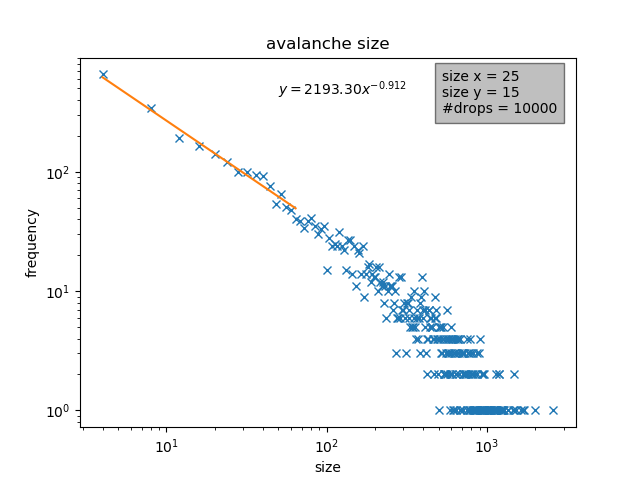 avalanche size
y = 2193.30x^{-0.912}
size x = 25
size y = 15
#drops = 10000
frequency
10^2
10^1
10^0
10^1
10^2
10^3
size